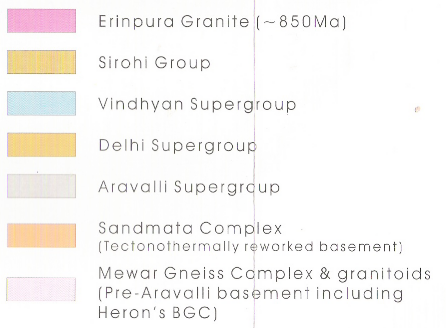 Erinpura Granite (~850Ma)
Sirohi Group
Vindhyan Supergroup
Delhi Supergroup
Aravalli Supergroup
Sandmata Complex
(Tectonothermally reworked basement)
Mewar Gneiss Complex & granitoids
(Pre-Aravalli basement including
Heron's BGC)